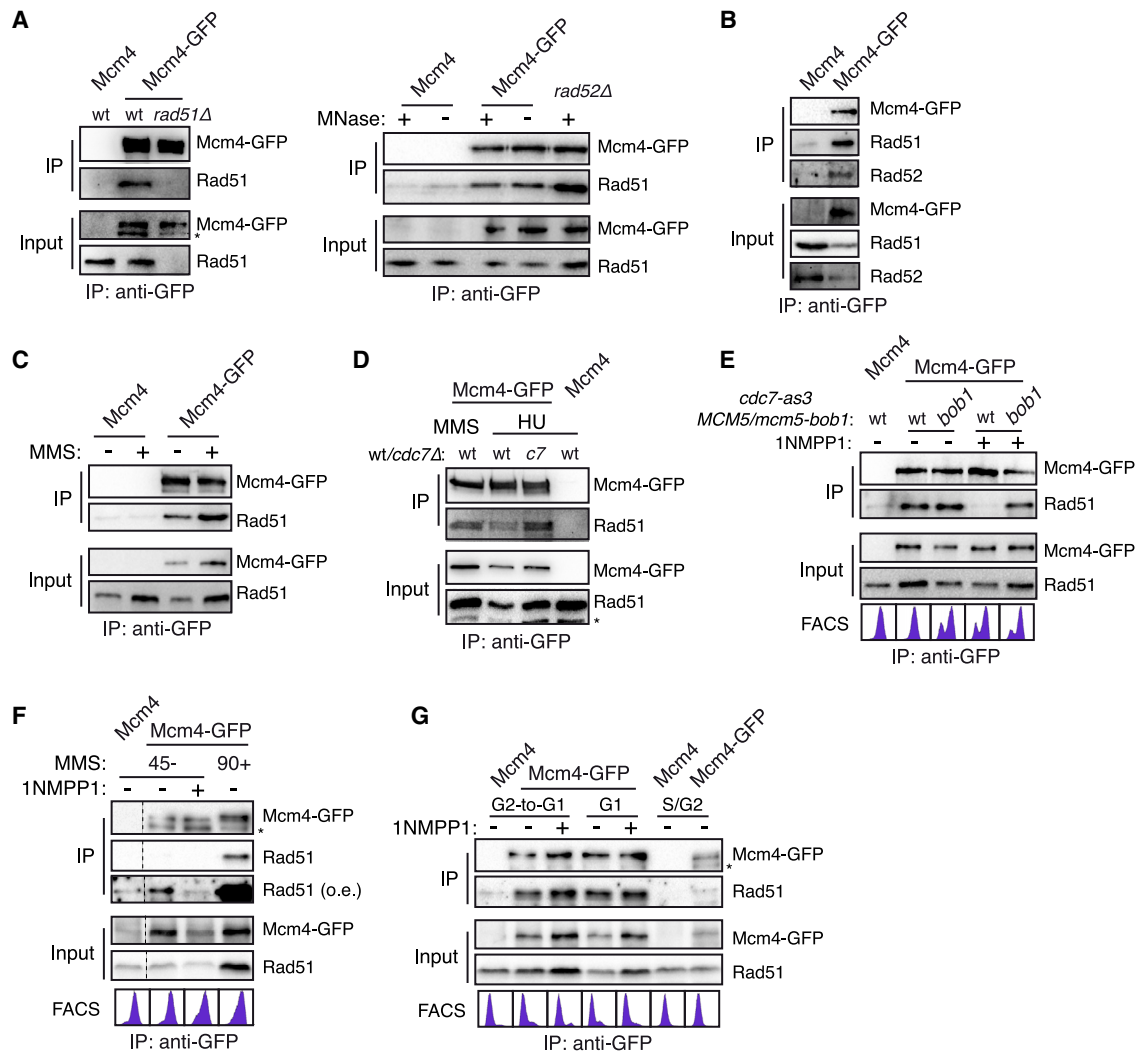 A
Mcm4
Mcm4-GFP
wt wt rad51Δ
IP
Mcm4-GFP
Rad51
Input
Mcm4-GFP
*
Rad51
IP: anti-GFP
Mcm4
Mcm4-GFP
rad52Δ
MNase: + - + - +
IP
Mcm4-GFP
Rad51
Input
Mcm4-GFP
Rad51
IP: anti-GFP
B
Mcm4
Mcm4-GFP
IP
Mcm4-GFP
Rad51
Rad52
Input
Mcm4-GFP
Rad51
Rad52
IP: anti-GFP
C
Mcm4
Mcm4-GFP
MMS: - + - +
IP
Mcm4-GFP
Rad51
Input
Mcm4-GFP
Rad51
IP: anti-GFP
D
Mcm4-GFP
Mcm4
MMS HU
wt/cdc7Δ: wt wt c7 wt
IP
Mcm4-GFP
Rad51
Input
Mcm4-GFP
Rad51
*
IP: anti-GFP
E
Mcm4
Mcm4-GFP
cdc7-as3
MCM5/mcm5-bob1: wt wt bob1 wt bob1
1NMPP1: - - - + +
IP
Mcm4-GFP
Rad51
Input
Mcm4-GFP
Rad51
FACS
IP: anti-GFP
F
Mcm4
Mcm4-GFP
MMS: 45- 90+
1NMPP1: - - + -
IP
Mcm4-GFP
*
Rad51
Rad51 (o.e.)
Input
Mcm4-GFP
Rad51
FACS
IP: anti-GFP
G
Mcm4
Mcm4-GFP
Mcm4
Mcm4-GFP
G2-to-G1 G1 S/G2
1NMPP1: - - + - + - -
IP
Mcm4-GFP
*
Rad51
Input
Mcm4-GFP
Rad51
FACS
IP: anti-GFP